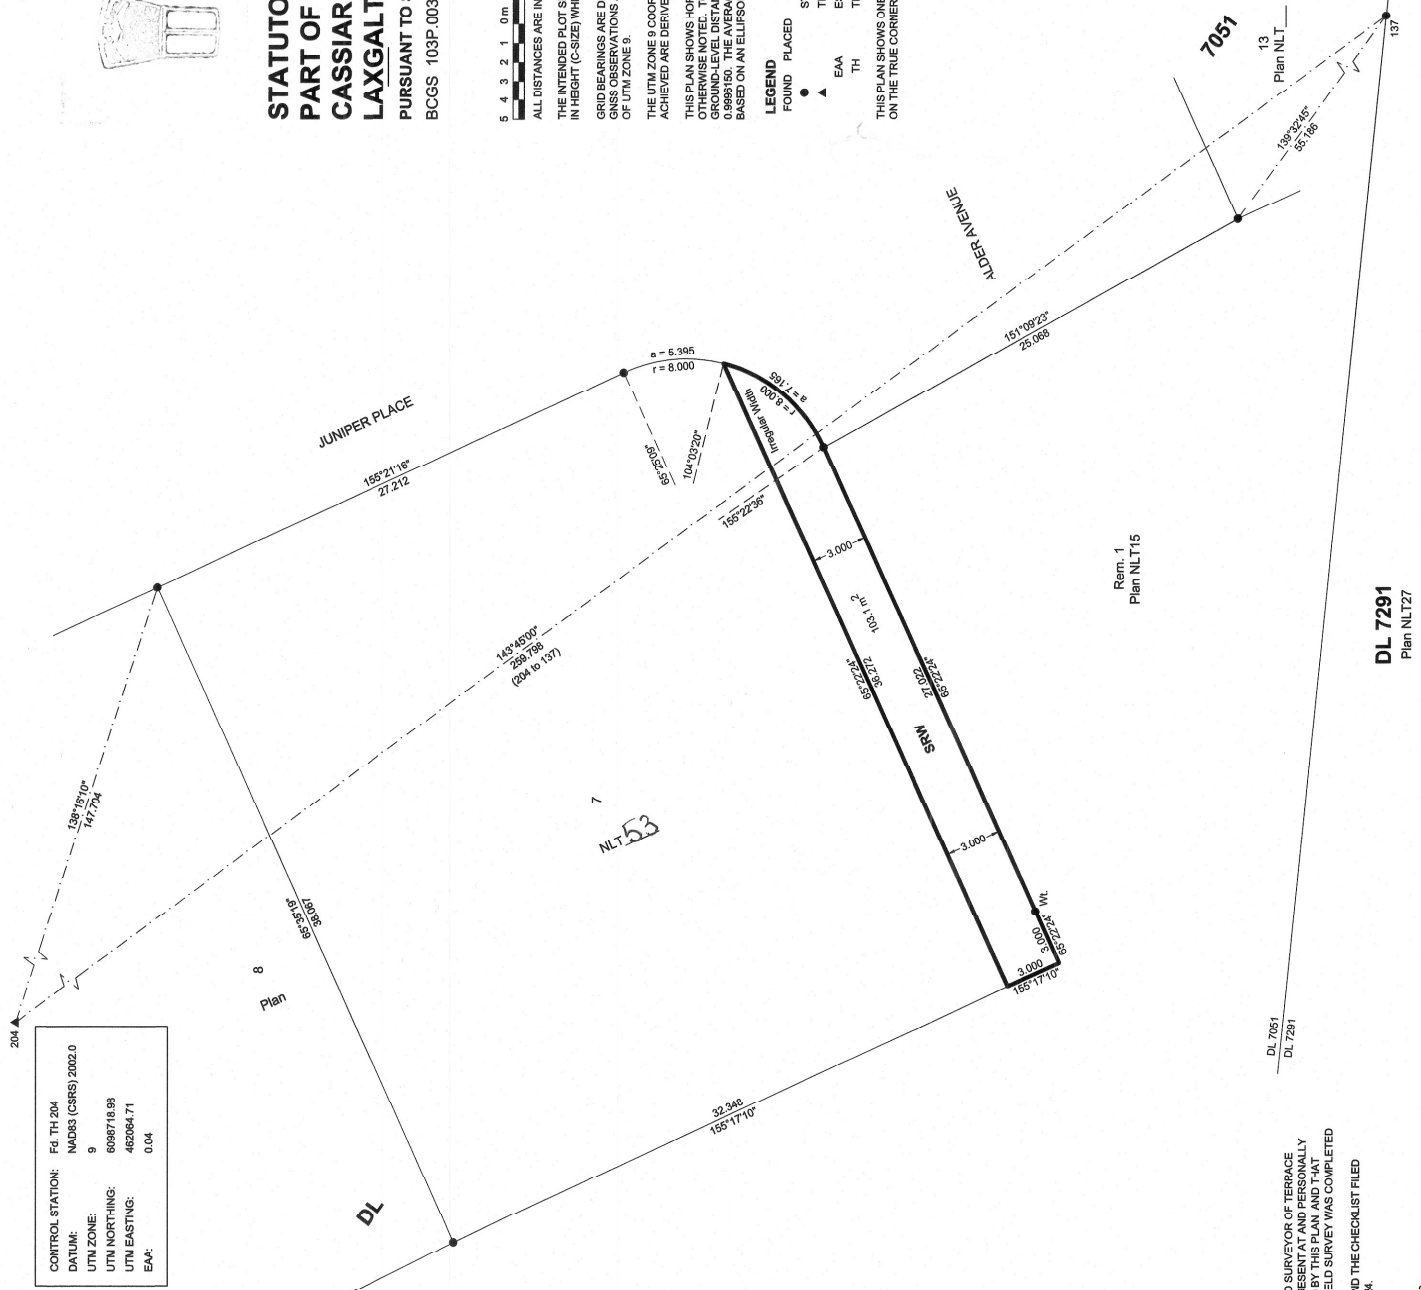 STATUTO
PART OF
CASSIAR
LAXGALT
PURSUANT TO S
BCGS 103P.003
5 4 3 2 1 0m
ALL DISTANCES ARE IN
THE INTENDED PLOT S
IN HEIGHT (C-SIZE) WHE
GRID BEARINGS ARE D
GNSS OBSERVATIONS
OF UTM ZONE 9.
THE UTM ZONE 9 COOR
ACHIEVED ARE DERIVE
THIS PLAN SHOWS HOR
OTHERWISE NOTED. T
GROUND-LEVEL DISTAN
0.9996150. THE AVERAG
BASED ON AN ELLIPSO
LEGEND
FOUND PLACED
EAA
TH
THIS PLAN SHOWS ONE
ON THE TRUE CORNER
7051
13
Plan NLT
137
139°32'45"
55.186
ALDER AVENUE
151°09'23"
25.068
a = 5.395
r = 8.000
a = 7.165
r = 8.000
Irregular Width
JUNIPER PLACE
155°21'16"
27.212
65°25'09"
104°03'20"
155°22'36"
3.000
103.1 m2
65°22'24"
36.272
27.022
65°22'24"
SRW
3.000
Wt.
3.000
65°22'24"
3.000
155°17'10"
143°45'00"
259.798
(204 to 137)
138°15'10"
147.704
204
65°35'19"
38.067
8
Plan
7
NLT 53
Rem. 1
Plan NLT15
DL 7291
Plan NLT27
DL 7051
DL 7291
32.348
155°17'10"
DL
CONTROL STATION: Fd. TH 204
DATUM: NAD83 (CSRS) 2002.0
UTM ZONE: 9
UTM NORTHING: 6098718.98
UTM EASTING: 462064.71
EAA: 0.04
D SURVEYOR OF TERRACE
ESENT AT AND PERSONALLY
BY THIS PLAN AND THAT
ELD SURVEY WAS COMPLETED
ND THE CHECKLIST FILED